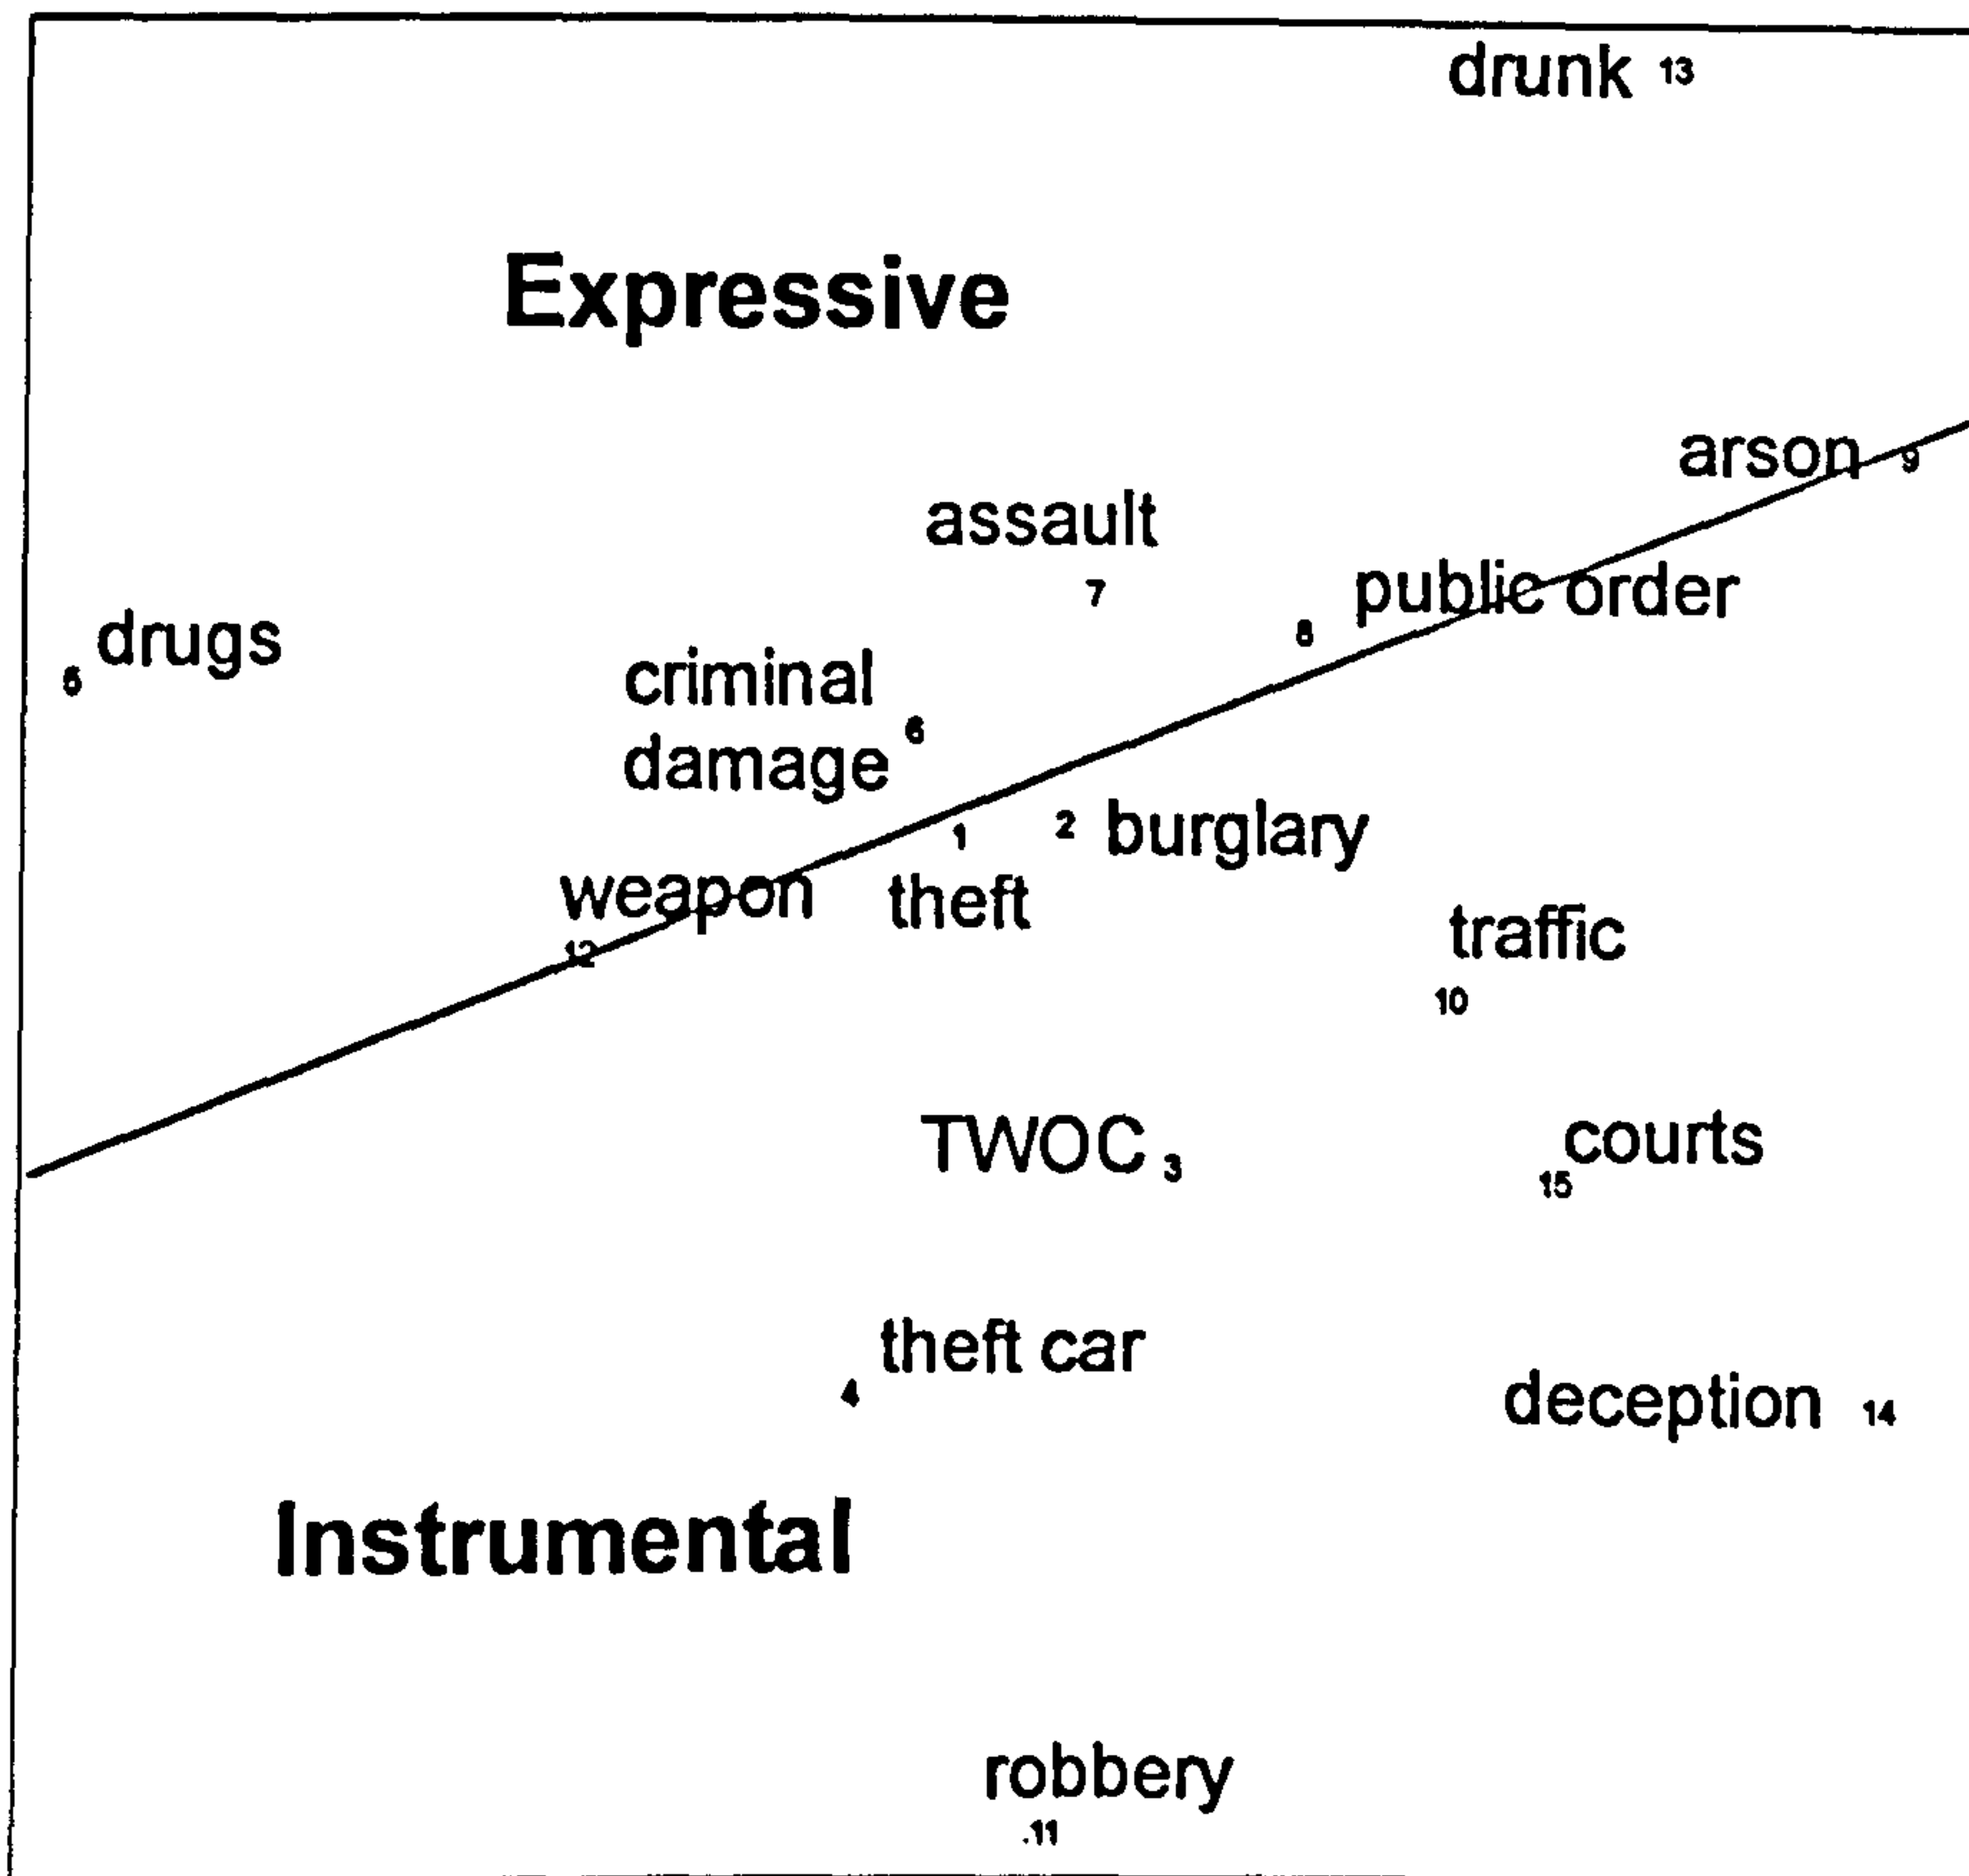 drunk 13
Expressive
arson 9
assault
7
public order
8
drugs
5
criminal
damage 6
2 burglary
1
weapon
theft
12
traffic
10
TWOC 3
courts
15
theft car
4
deception 14
Instrumental
robbery
11